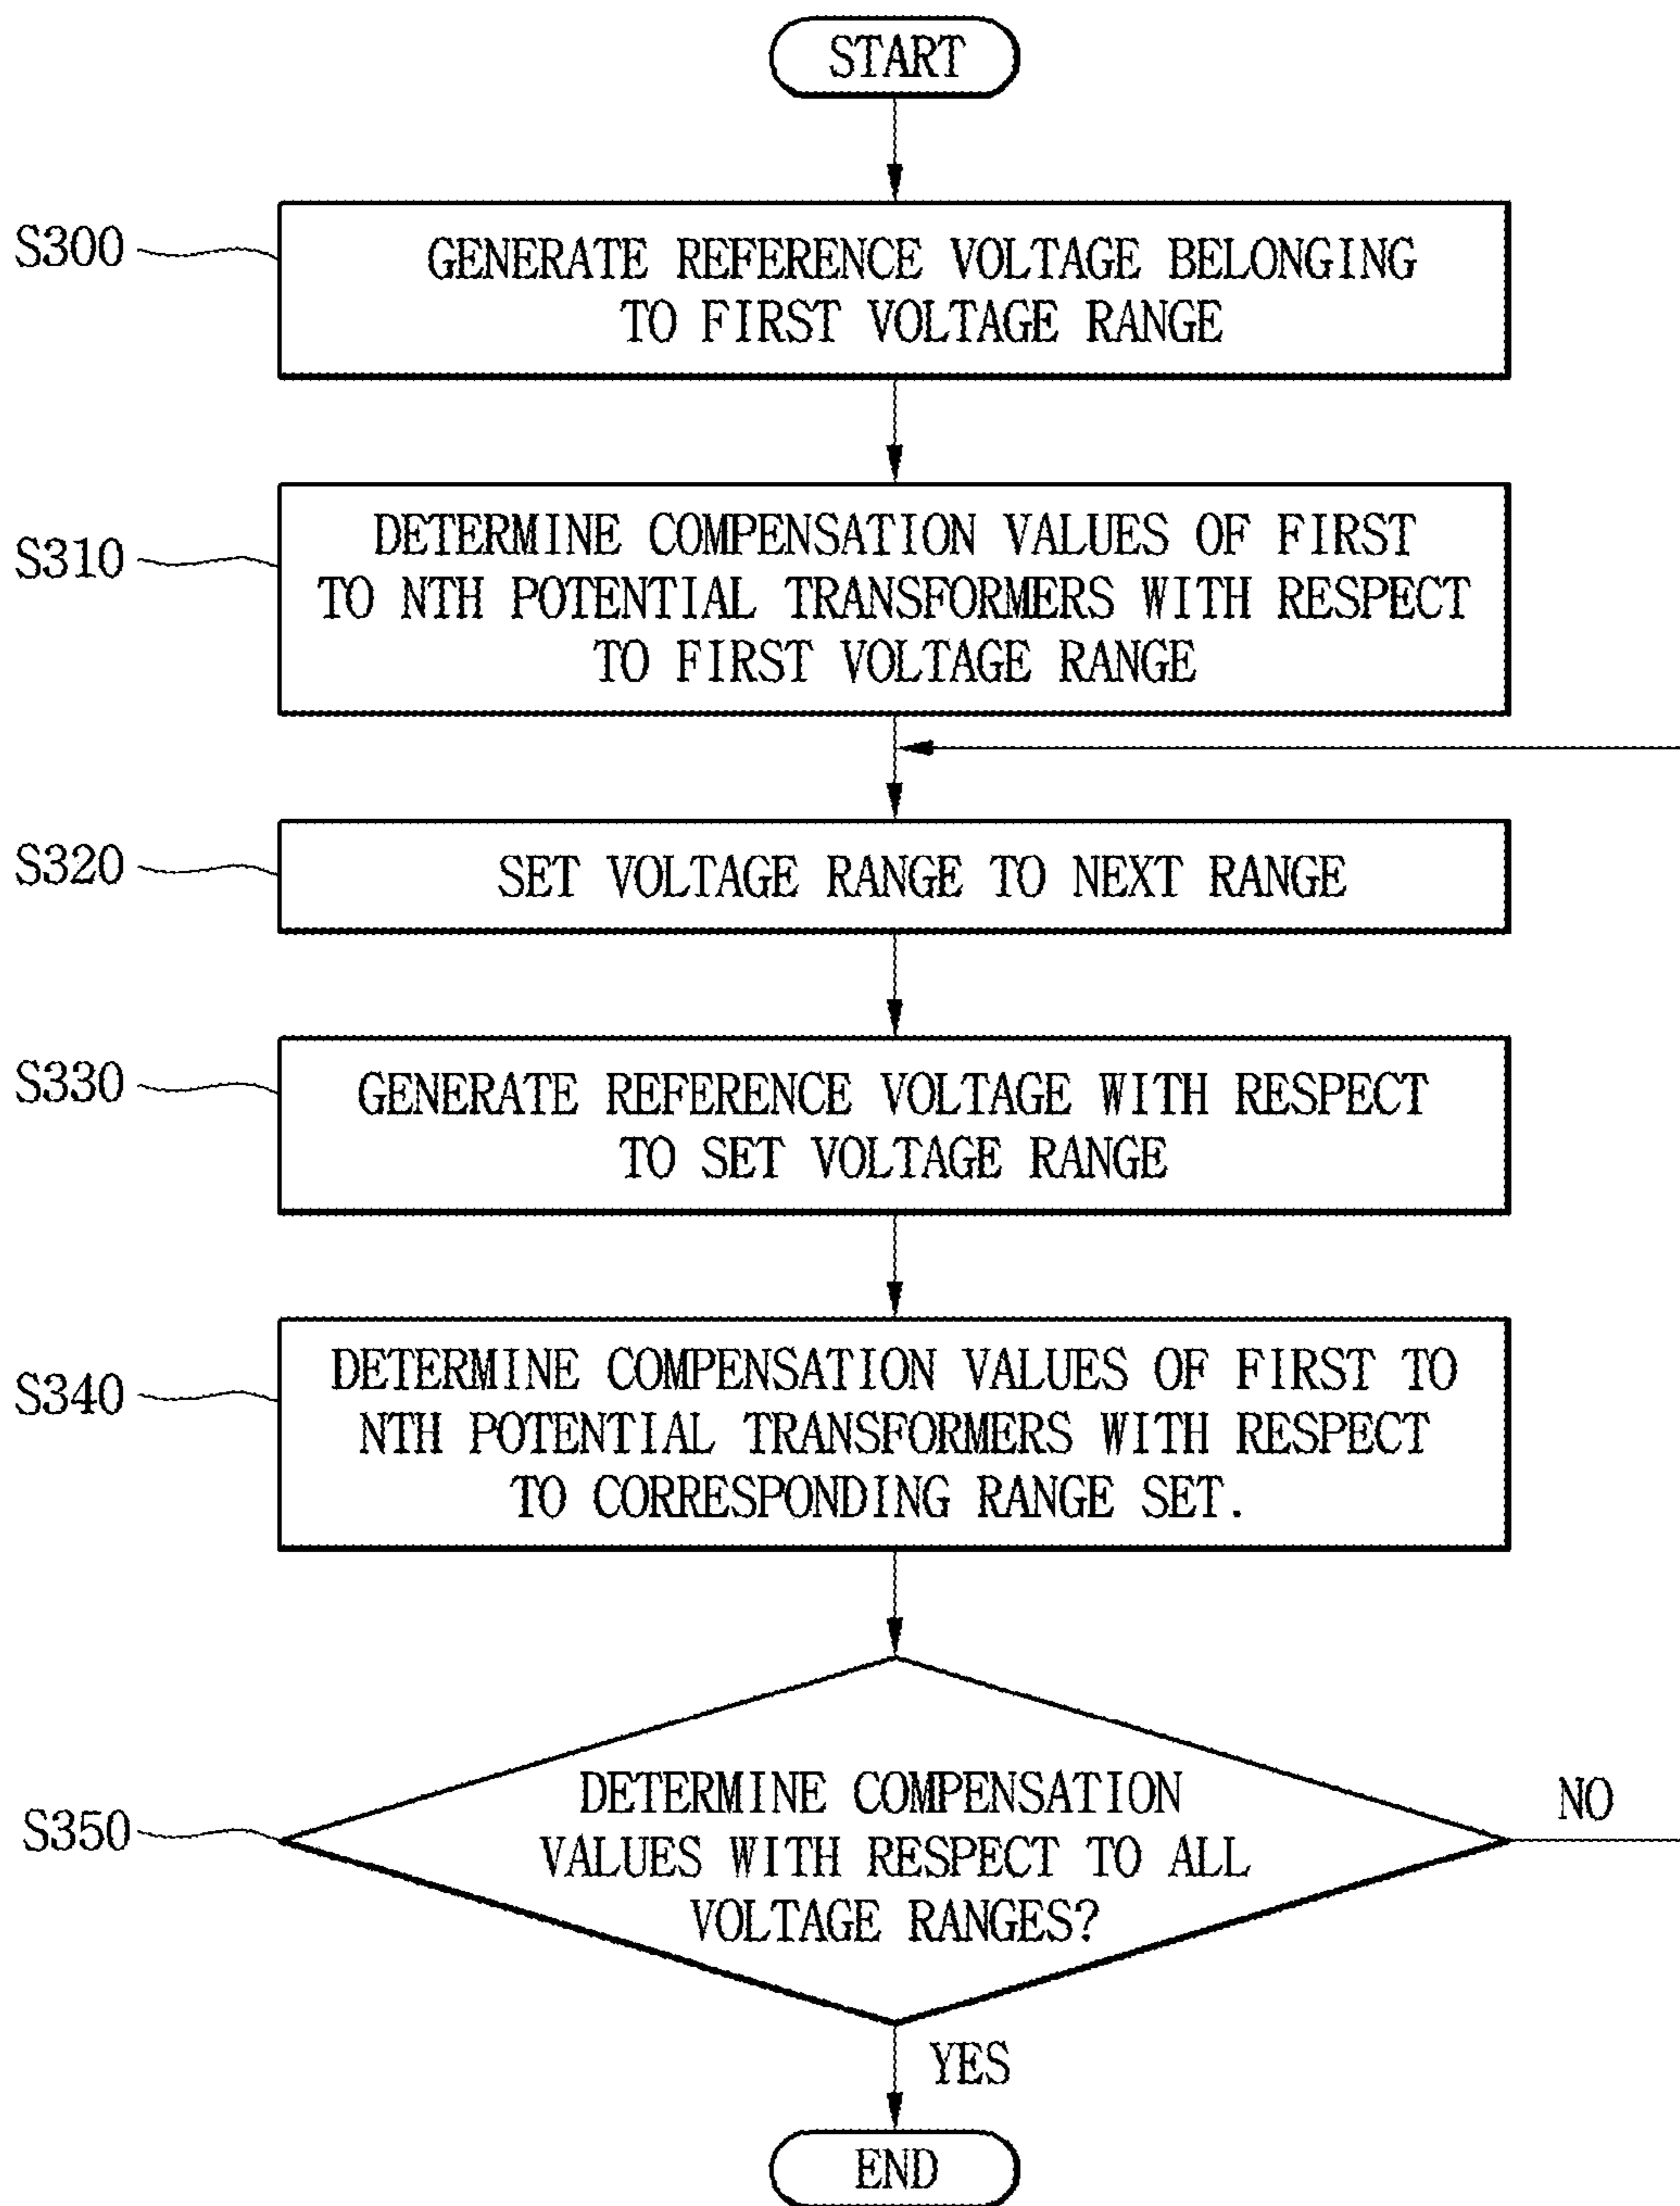 START
S300
GENERATE REFERENCE VOLTAGE BELONGING
TO FIRST VOLTAGE RANGE
S310
DETERMINE COMPENSATION VALUES OF FIRST
TO NTH POTENTIAL TRANSFORMERS WITH RESPECT
TO FIRST VOLTAGE RANGE
S320
SET VOLTAGE RANGE TO NEXT RANGE
S330
GENERATE REFERENCE VOLTAGE WITH RESPECT
TO SET VOLTAGE RANGE
S340
DETERMINE COMPENSATION VALUES OF FIRST TO
NTH POTENTIAL TRANSFORMERS WITH RESPECT
TO CORRESPONDING RANGE SET.
S350
DETERMINE COMPENSATION
VALUES WITH RESPECT TO ALL
VOLTAGE RANGES?
NO
YES
END